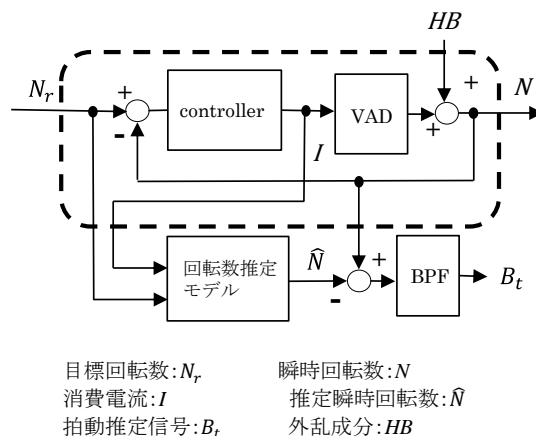 HB
N_r
+
+
N
controller
VAD
-
+
I
回転数推定
モデル
N̂
+
-
BPF
B_t
目標回転数:N_r 瞬時回転数:N
消費電流:I 推定瞬時回転数:N̂
拍動推定信号:B_t 外乱成分:HB